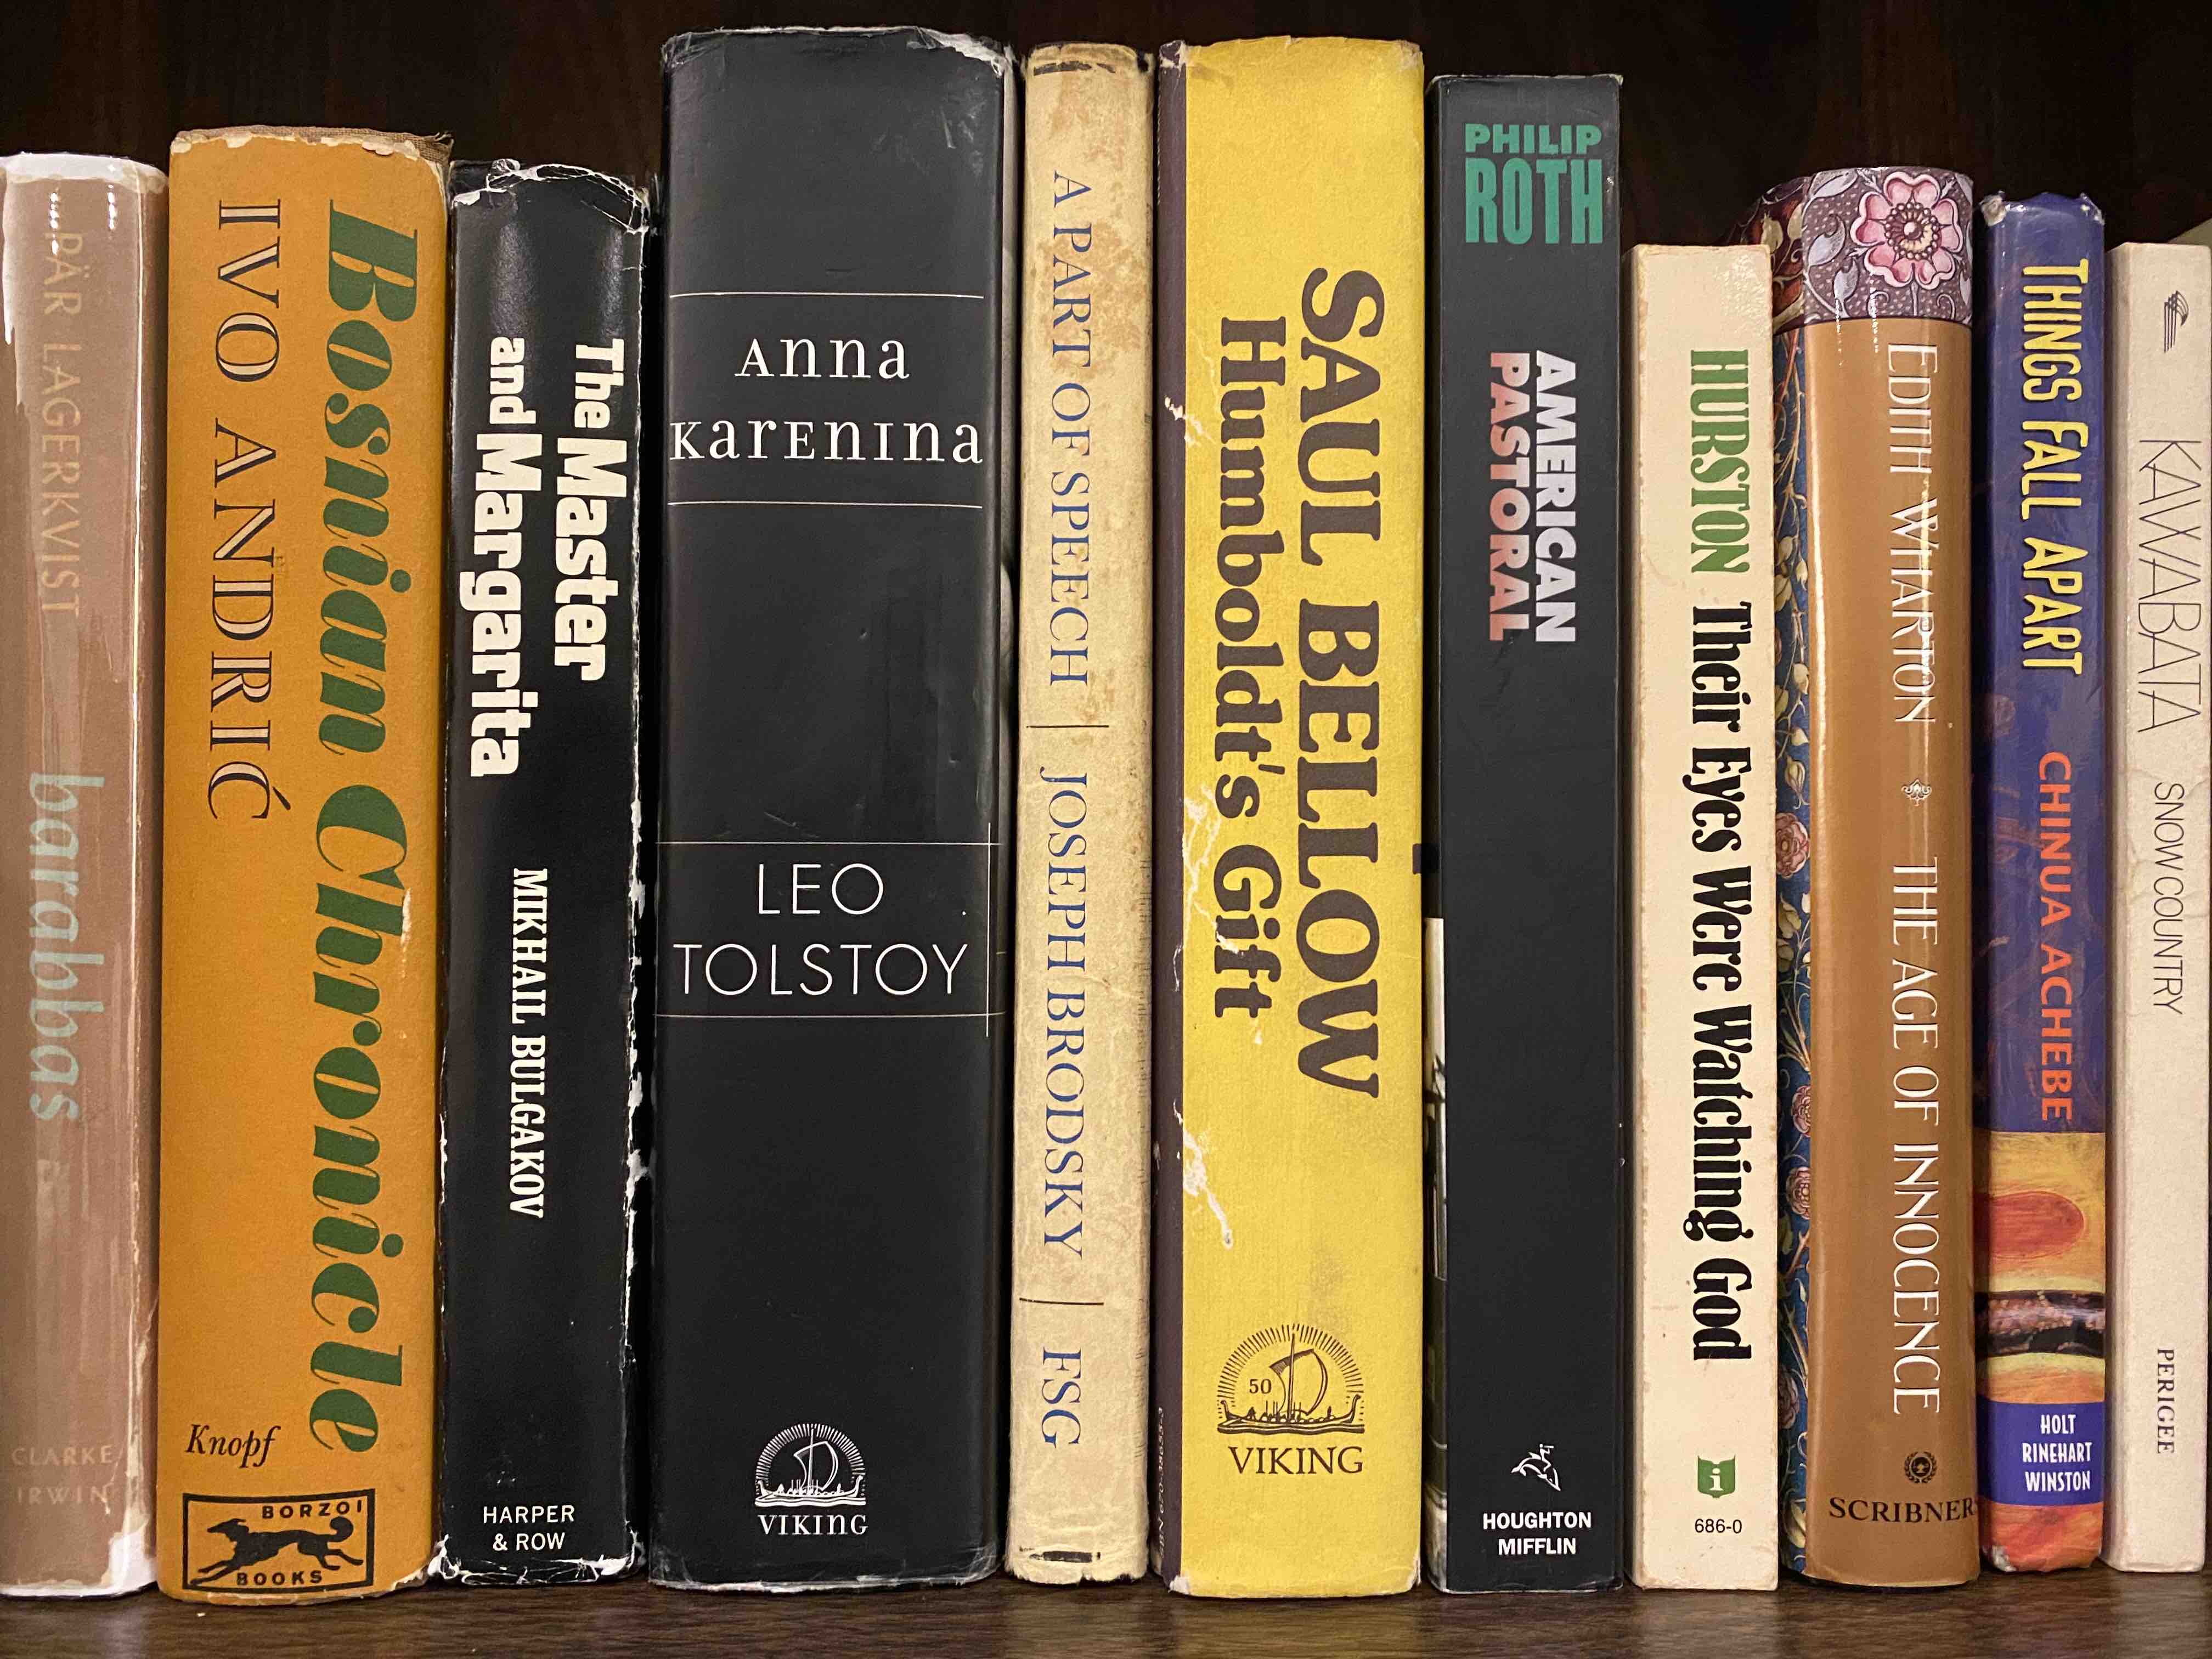 PÄR LAGERKVIST
barabbas
CLARKE
IRWIN
Bosnian Chronicle
IVO ANDRIĆ
Knopf
BORZOI
BOOKS
The Master
and Margarita
MIKHAIL BULGAKOV
HARPER
& ROW
Anna
Karenina
LEO
TOLSTOY
VIKING
A PART OF SPEECH | JOSEPH BRODSKY | FSG
SAUL BELLOW
Humboldt's Gift
50
VIKING
PHILIP
ROTH
AMERICAN
PASTORAL
HOUGHTON
MIFFLIN
HURSTON Their Eyes Were Watching God
i
686-0
EDITH WHARTON THE AGE OF INNOCENCE
SCRIBNER
THINGS FALL APART CHINUA ACHEBE
HOLT
RINEHART
WINSTON
KAWABATA SNOW COUNTRY
PERIGEE